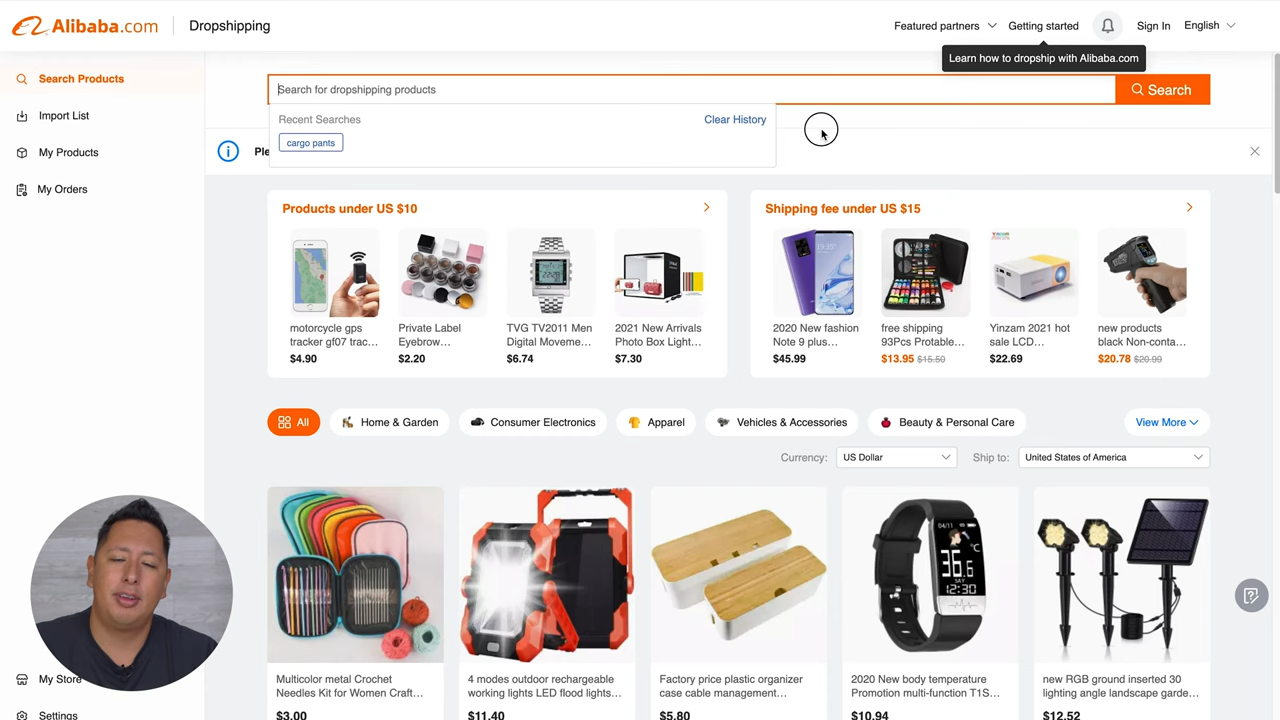 Alibaba.com
Dropshipping
Featured partners
Getting started
Sign In
English
Learn how to dropship with Alibaba.com
Search Products
Import List
My Products
My Orders
My Store
Settings
Search for dropshipping products
Search
Recent Searches
Clear History
cargo pants
Ple
Products under US $10
motorcycle gps
tracker gf07 trac...
$4.90
Private Label
Eyebrow...
$2.20
TVG TV2011 Men
Digital Moveme...
$6.74
2021 New Arrivals
Photo Box Light...
$7.30
Shipping fee under US $15
2020 New fashion
Note 9 plus...
$45.99
free shipping
93Pcs Protable...
$13.95 $15.50
Yinzam 2021 hot
sale LCD...
$22.69
new products
black Non-conta...
$20.78 $20.99
All
Home & Garden
Consumer Electronics
Apparel
Vehicles & Accessories
Beauty & Personal Care
View More
Currency:
US Dollar
Ship to:
United States of America
04/11
36.6
°C
SAY
12:30
Multicolor metal Crochet
Needles Kit for Women Craft...
$3.00
4 modes outdoor rechargeable
working lights LED flood lights...
$11.40
Factory price plastic organizer
case cable management...
$5.80
2020 New body temperature
Promotion multi-function T1S...
$10.94
new RGB ground inserted 30
lighting angle landscape garde...
$12.52